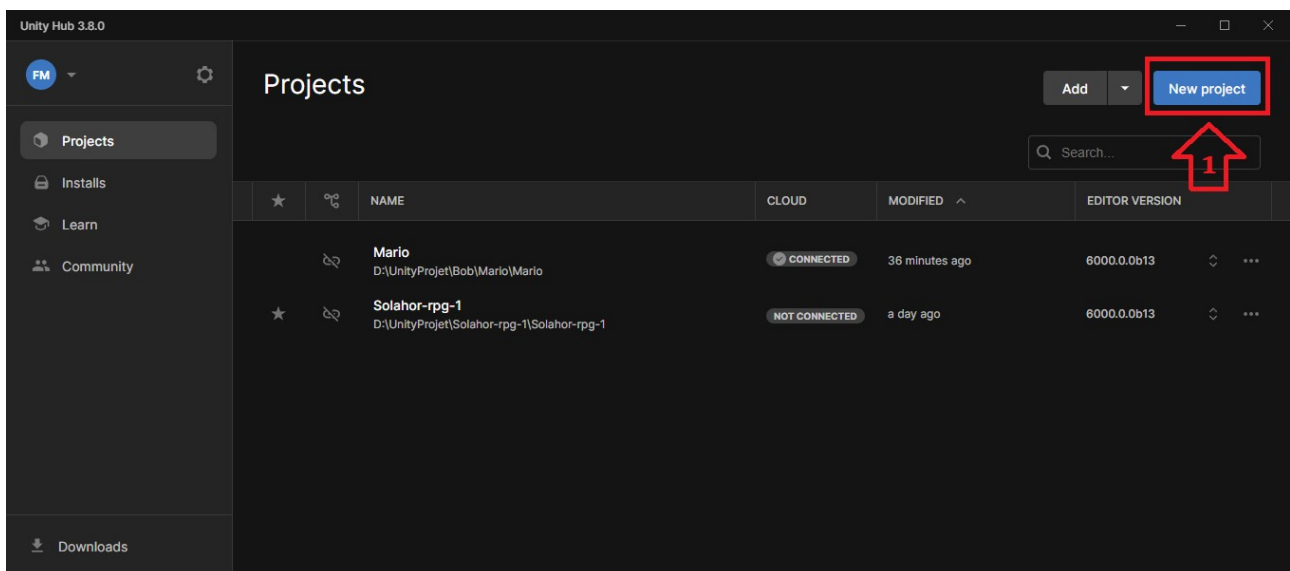 Unity Hub 3.8.0
FM
Projects
Add
New project
1
Projects
Installs
Learn
Community
Downloads
Search...
NAME CLOUD MODIFIED EDITOR VERSION
Mario CONNECTED 36 minutes ago 6000.0.0b13
D:\UnityProjet\Bob\Mario\Mario
Solahor-rpg-1 NOT CONNECTED a day ago 6000.0.0b13
D:\UnityProjet\Solahor-rpg-1\Solahor-rpg-1